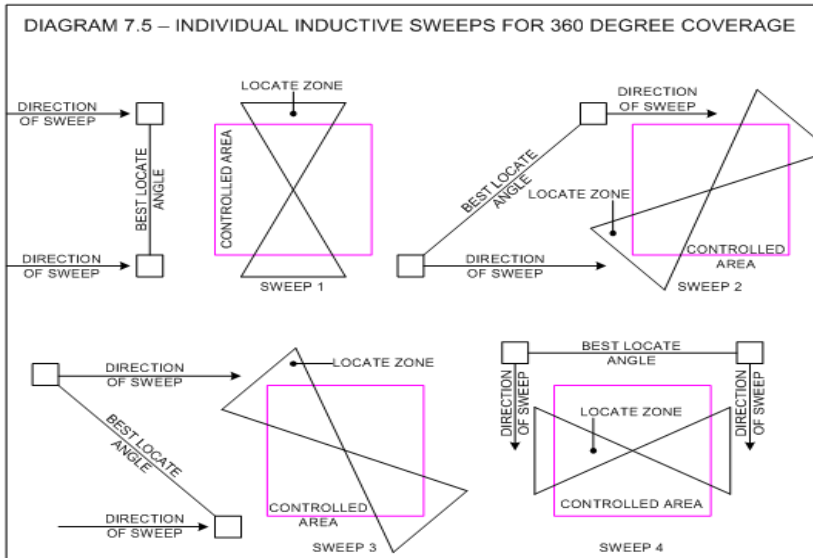 DIAGRAM 7.5 – INDIVIDUAL INDUCTIVE SWEEPS FOR 360 DEGREE COVERAGE
LOCATE ZONE
DIRECTION
OF SWEEP
BEST LOCATE
ANGLE
CONTROLLED AREA
DIRECTION
OF SWEEP
SWEEP 1
DIRECTION
OF SWEEP
BEST LOCATE
ANGLE
LOCATE ZONE
DIRECTION
OF SWEEP
CONTROLLED
AREA
SWEEP 2
DIRECTION
OF SWEEP
LOCATE ZONE
BEST LOCATE
ANGLE
DIRECTION
OF SWEEP
CONTROLLED
AREA
SWEEP 3
BEST LOCATE
ANGLE
DIRECTION
OF SWEEP
LOCATE ZONE
DIRECTION
OF SWEEP
CONTROLLED AREA
SWEEP 4